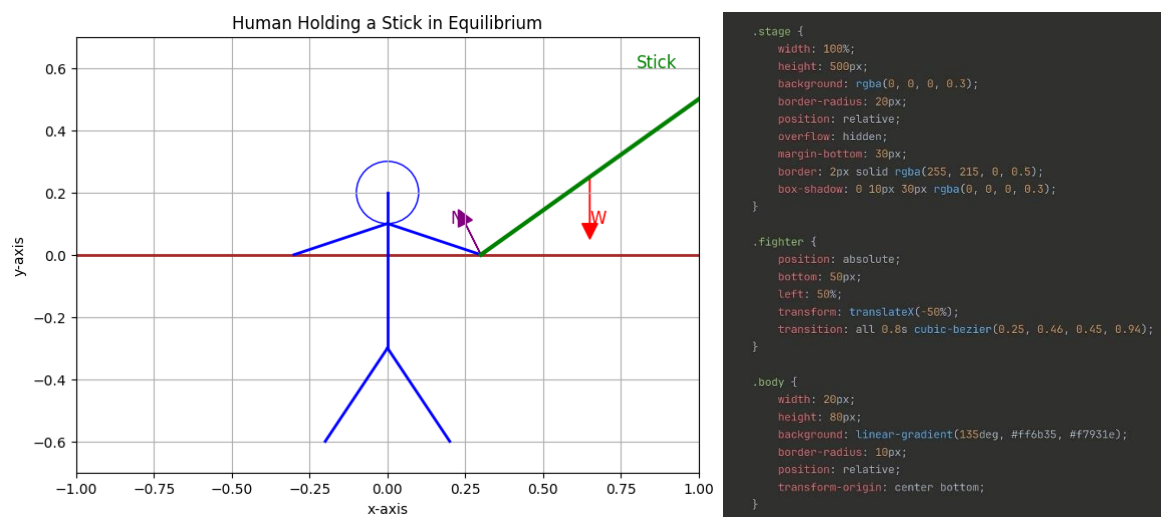 Human Holding a Stick in Equilibrium
Stick
N
W
0.6
0.4
0.2
0.0
−0.2
−0.4
−0.6
y-axis
−1.00
−0.75
−0.50
−0.25
0.00
0.25
0.50
0.75
1.00
x-axis
.stage {
    width: 100%;
    height: 500px;
    background: rgba(0, 0, 0, 0.3);
    border-radius: 20px;
    position: relative;
    overflow: hidden;
    margin-bottom: 30px;
    border: 2px solid rgba(255, 215, 0, 0.5);
    box-shadow: 0 10px 30px rgba(0, 0, 0, 0.3);
}
.fighter {
    position: absolute;
    bottom: 50px;
    left: 50%;
    transform: translateX(-50%);
    transition: all 0.8s cubic-bezier(0.25, 0.46, 0.45, 0.94);
}
.body {
    width: 20px;
    height: 80px;
    background: linear-gradient(135deg, #ff6b35, #f7931e);
    border-radius: 10px;
    position: relative;
    transform-origin: center bottom;
}